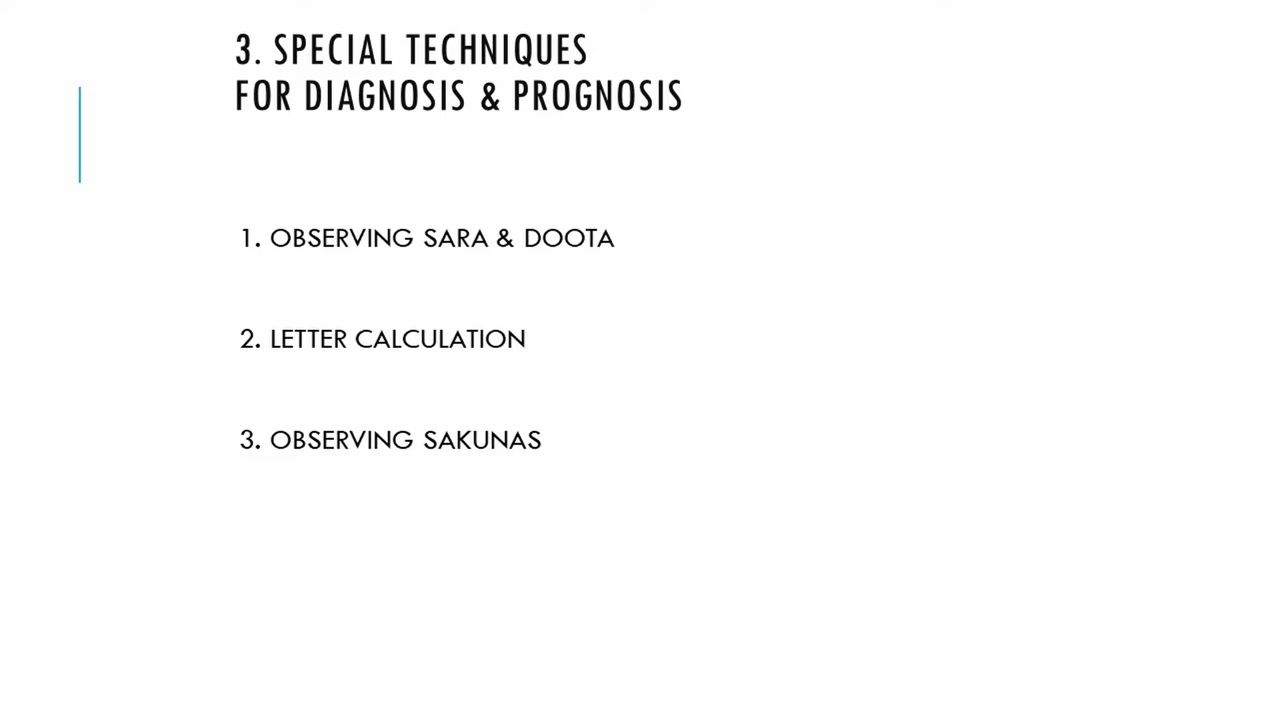 3. SPECIAL TECHNIQUES
FOR DIAGNOSIS & PROGNOSIS
1. OBSERVING SARA & DOOTA
2. LETTER CALCULATION
3. OBSERVING SAKUNAS